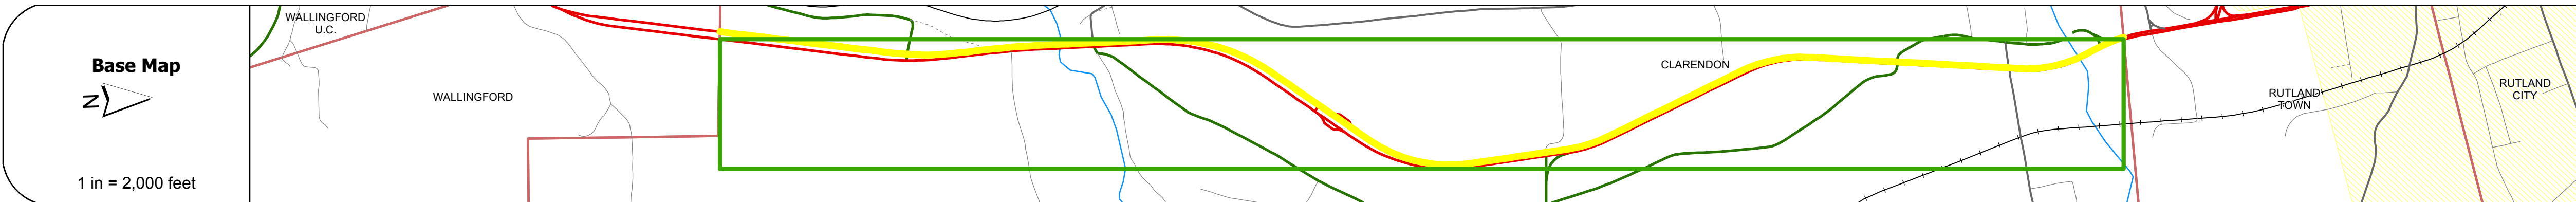 Base Map
N
1 in = 2,000 feet
WALLINGFORD
U.C.
WALLINGFORD
CLARENDON
RUTLAND
TOWN
RUTLAND
CITY